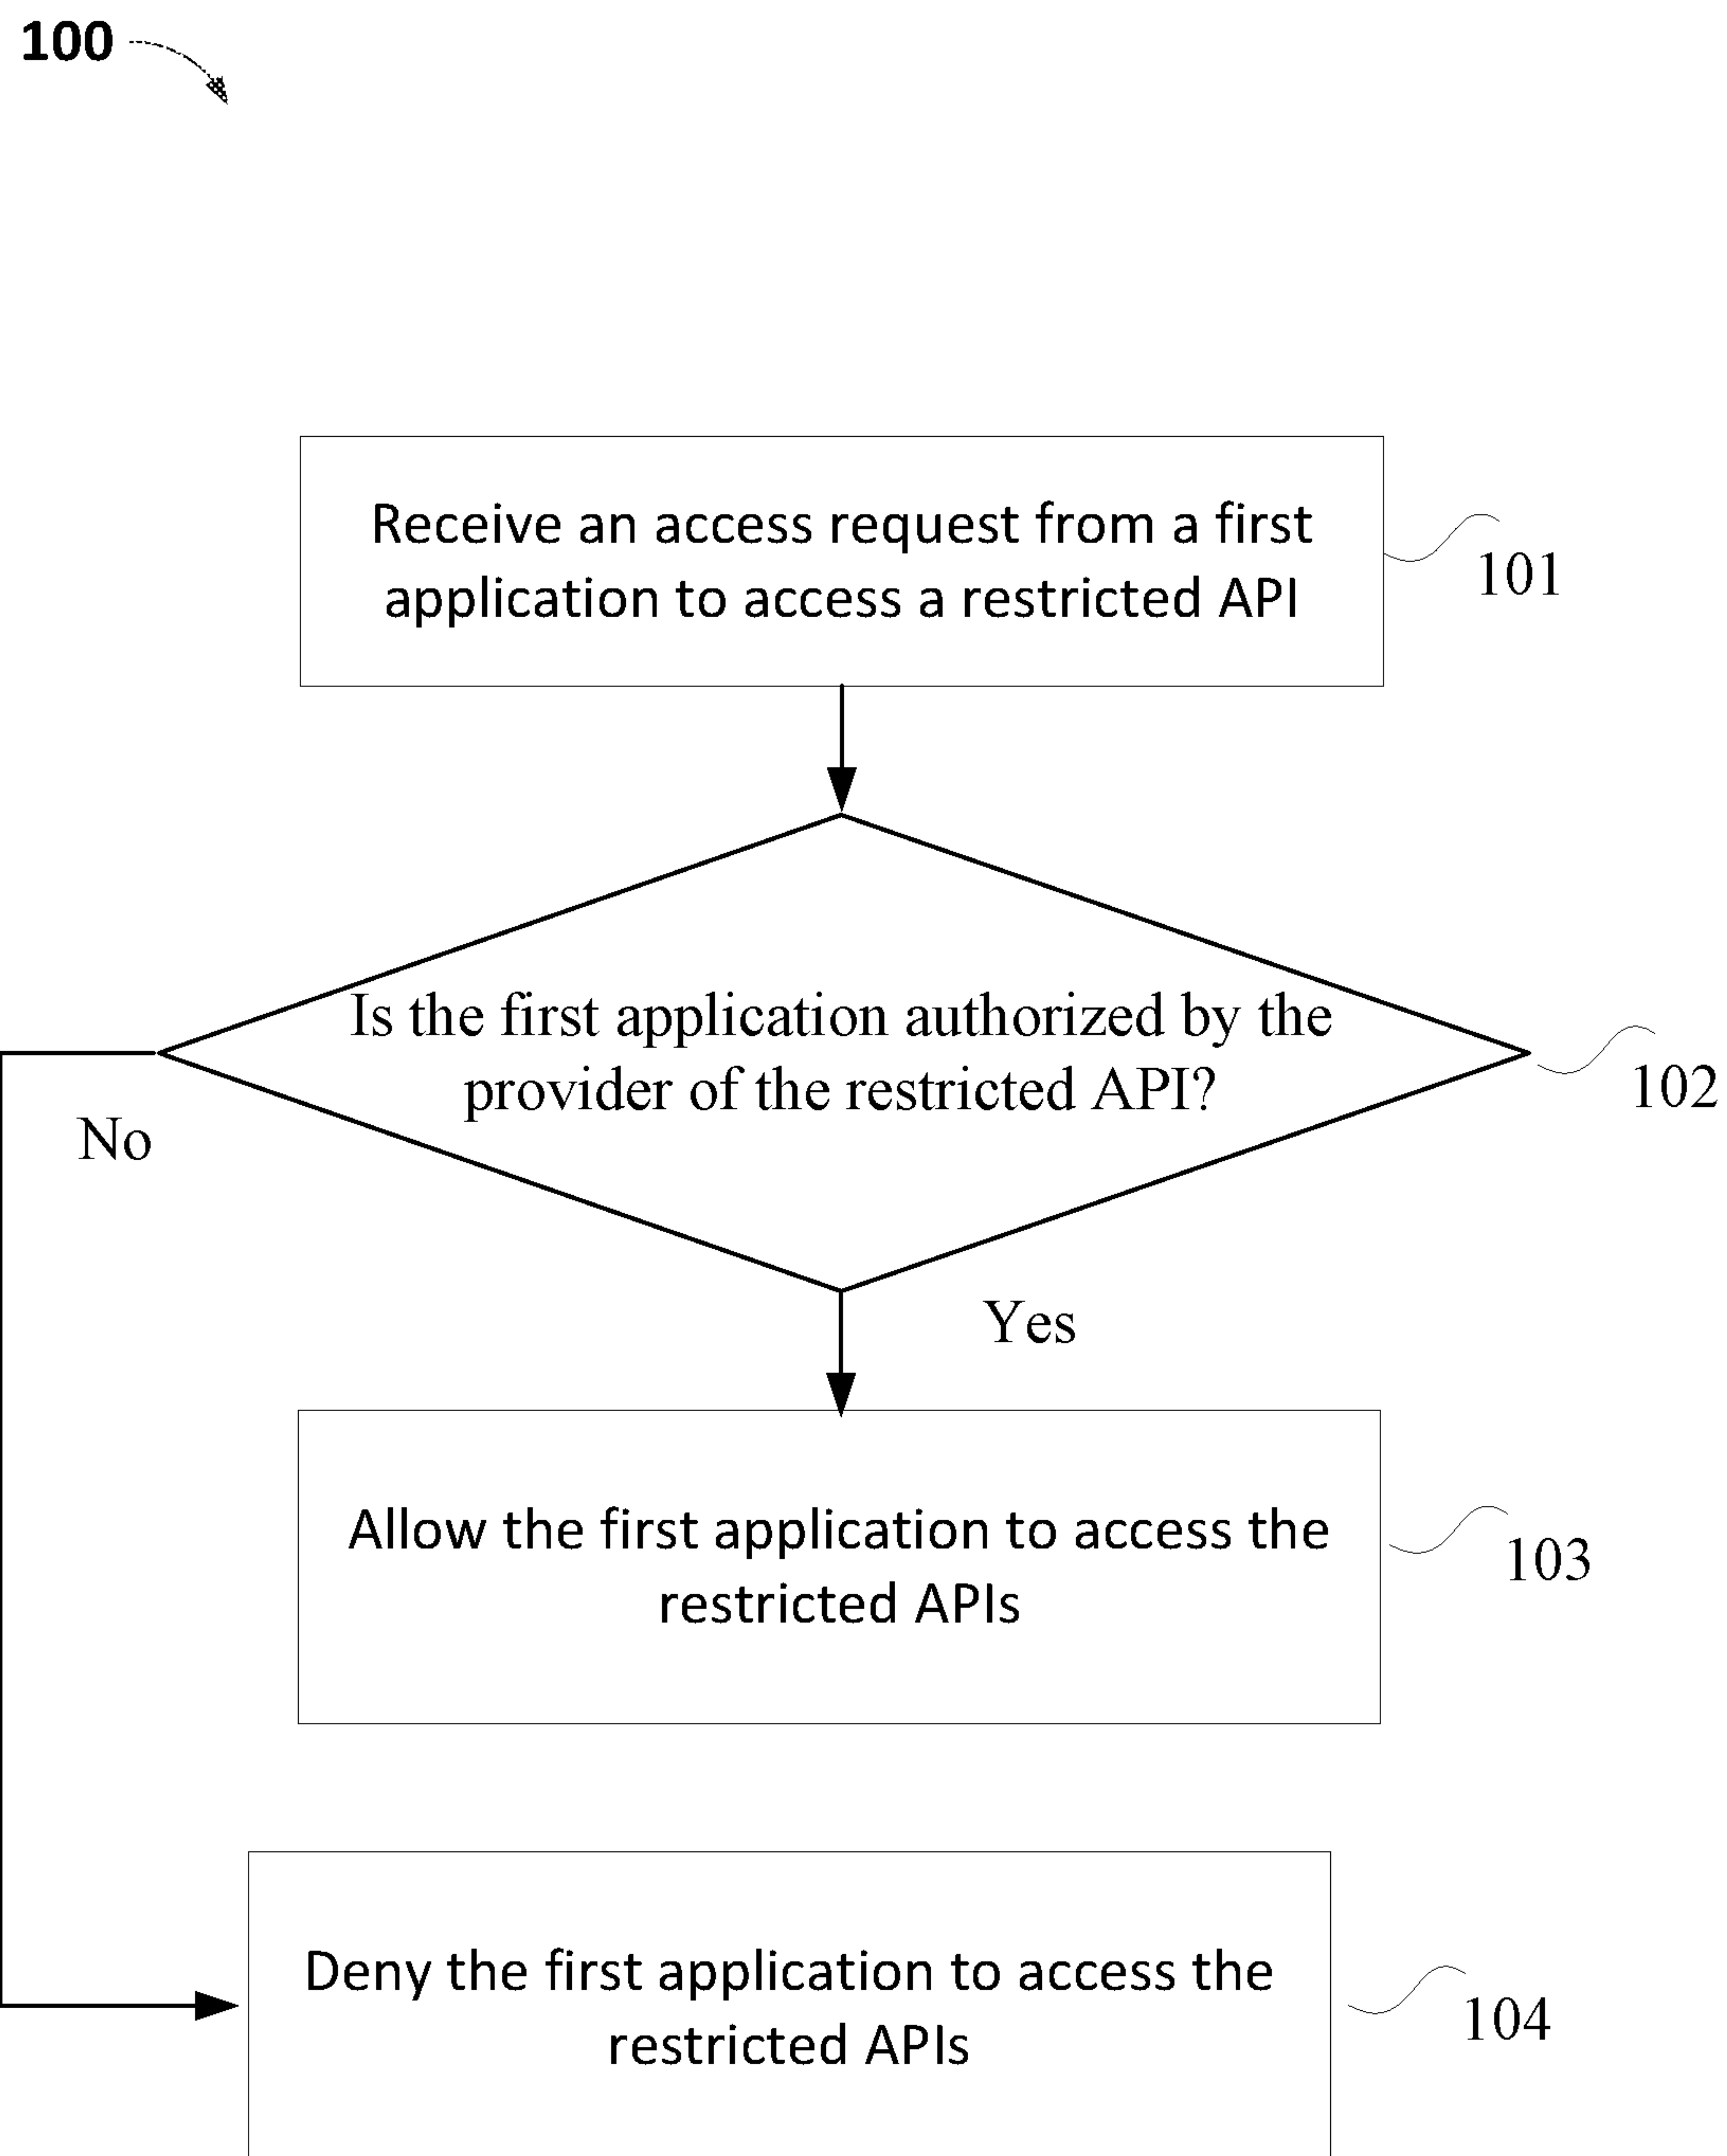 100
Receive an access request from a first
application to access a restricted API
101
Is the first application authorized by the
provider of the restricted API?
102
No
Yes
Allow the first application to access the
restricted APIs
103
Deny the first application to access the
restricted APIs
104